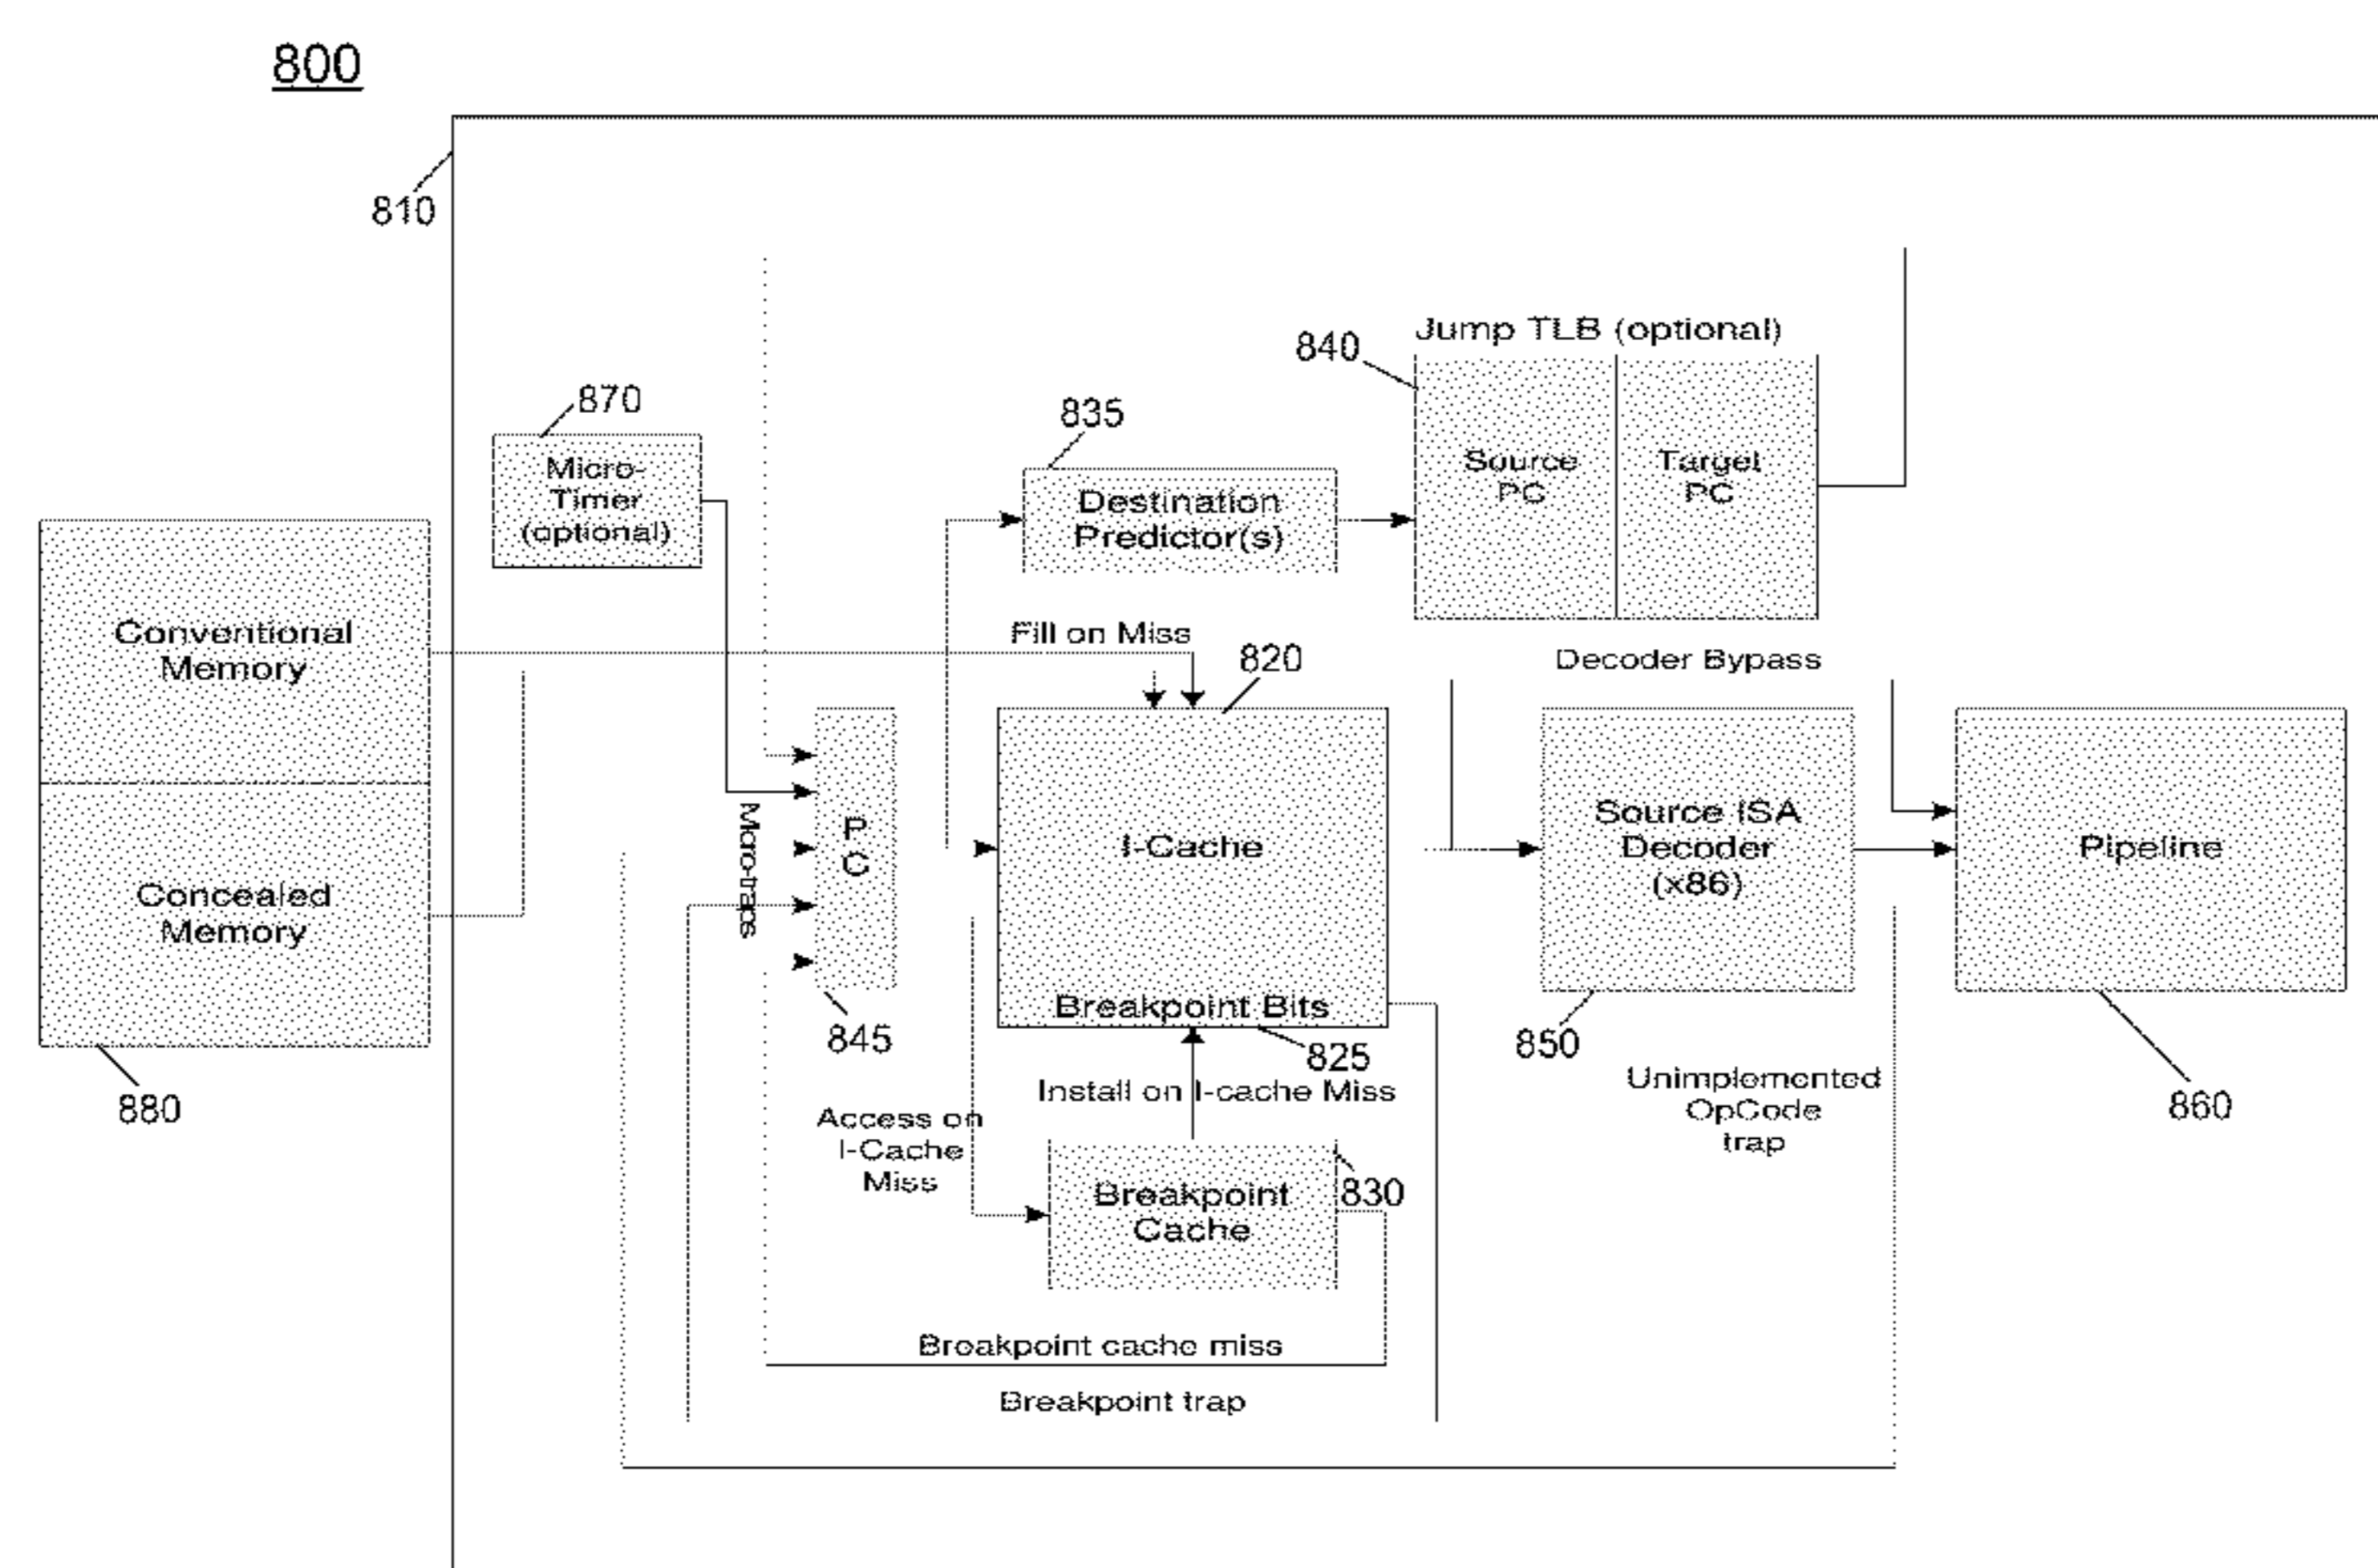 800
810
Jump TLB (optional)
840
870
835
Micro-
Timer
(optional)
Source
PC
Target
PC
Destination
Predictor(s)
Conventional
Memory
Fill on Miss
820
Decoder Bypass
Micro-traps
P
C
I-Cache
Source ISA
Decoder
(x86)
Pipeline
Concealed
Memory
Breakpoint Bits
845
825
850
880
Install on I-cache Miss
Unimplemented
OpCode
trap
860
Access on
I-Cache
Miss
Breakpoint
Cache
830
Breakpoint cache miss
Breakpoint trap